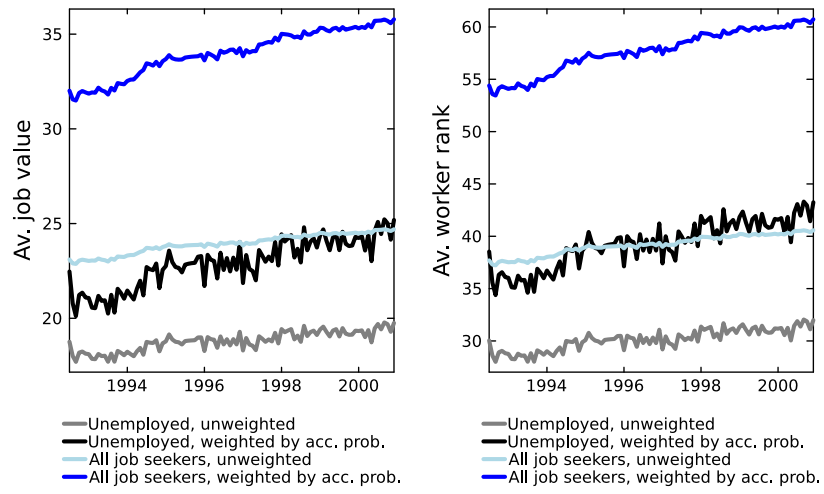 Av. job value
35
30
25
20
1994 1996 1998 2000
Unemployed, unweighted
Unemployed, weighted by acc. prob.
All job seekers, unweighted
All job seekers, weighted by acc. prob.
Av. worker rank
60
55
50
45
40
35
30
1994 1996 1998 2000
Unemployed, unweighted
Unemployed, weighted by acc. prob.
All job seekers, unweighted
All job seekers, weighted by acc. prob.